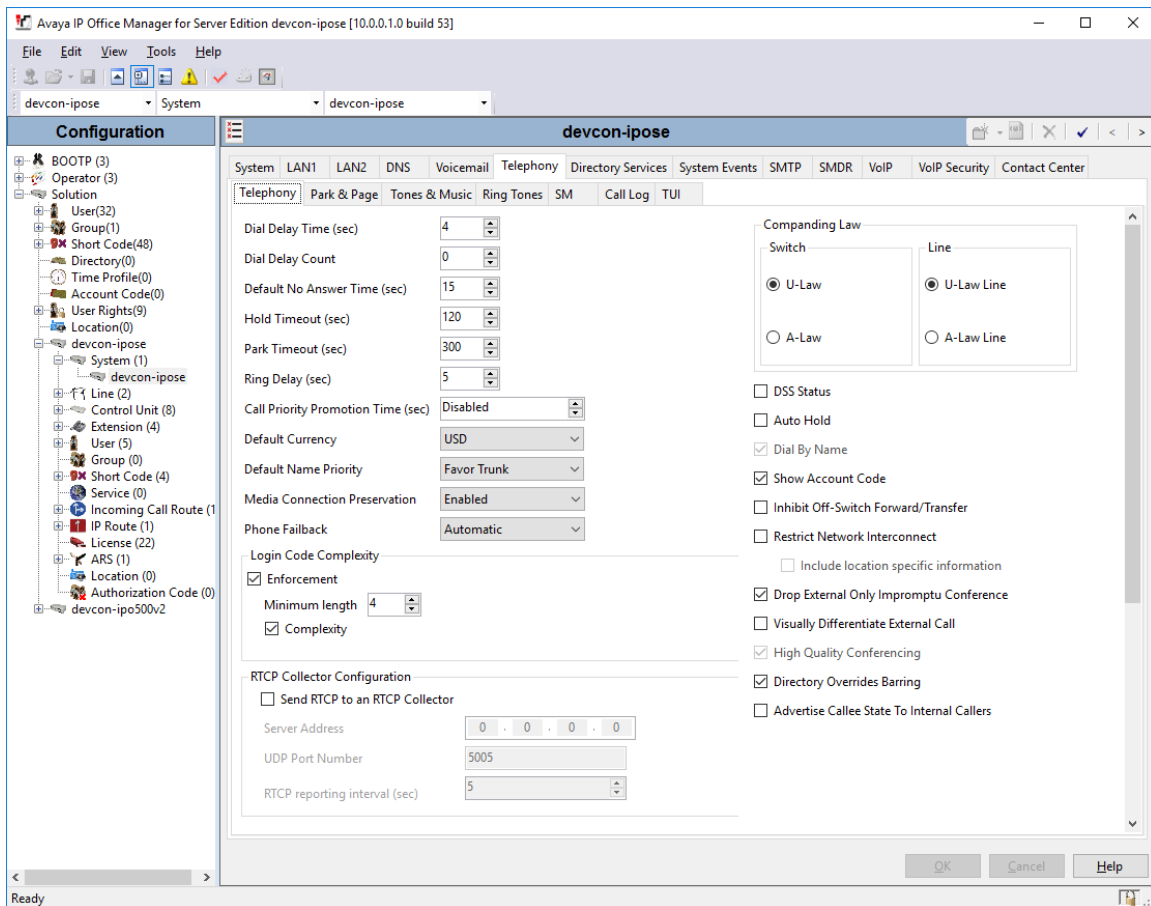 Avaya IP Office Manager for Server Edition devcon-ipose [10.0.0.1.0 build 53]
File Edit View Tools Help
devcon-ipose System devcon-ipose
Configuration
BOOTP (3)
Operator (3)
Solution
User(32)
Group(1)
Short Code(48)
Directory(0)
Time Profile(0)
Account Code(0)
User Rights(9)
Location(0)
devcon-ipose
System (1)
devcon-ipose
Line (2)
Control Unit (8)
Extension (4)
User (5)
Group (0)
Short Code (4)
Service (0)
Incoming Call Route (1
IP Route (1)
License (22)
ARS (1)
Location (0)
Authorization Code (0)
devcon-ipo500v2
devcon-ipose
System LAN1 LAN2 DNS Voicemail Telephony Directory Services System Events SMTP SMDR VoIP VoIP Security Contact Center
Telephony Park & Page Tones & Music Ring Tones SM Call Log TUI
Dial Delay Time (sec) 4
Dial Delay Count 0
Default No Answer Time (sec) 15
Hold Timeout (sec) 120
Park Timeout (sec) 300
Ring Delay (sec) 5
Call Priority Promotion Time (sec) Disabled
Default Currency USD
Default Name Priority Favor Trunk
Media Connection Preservation Enabled
Phone Failback Automatic
Login Code Complexity
Enforcement
Minimum length 4
Complexity
RTCP Collector Configuration
Send RTCP to an RTCP Collector
Server Address 0 . 0 . 0 . 0
UDP Port Number 5005
RTCP reporting interval (sec) 5
Companding Law
Switch Line
U-Law U-Law Line
A-Law A-Law Line
DSS Status
Auto Hold
Dial By Name
Show Account Code
Inhibit Off-Switch Forward/Transfer
Restrict Network Interconnect
Include location specific information
Drop External Only Impromptu Conference
Visually Differentiate External Call
High Quality Conferencing
Directory Overrides Barring
Advertise Callee State To Internal Callers
OK Cancel Help
Ready